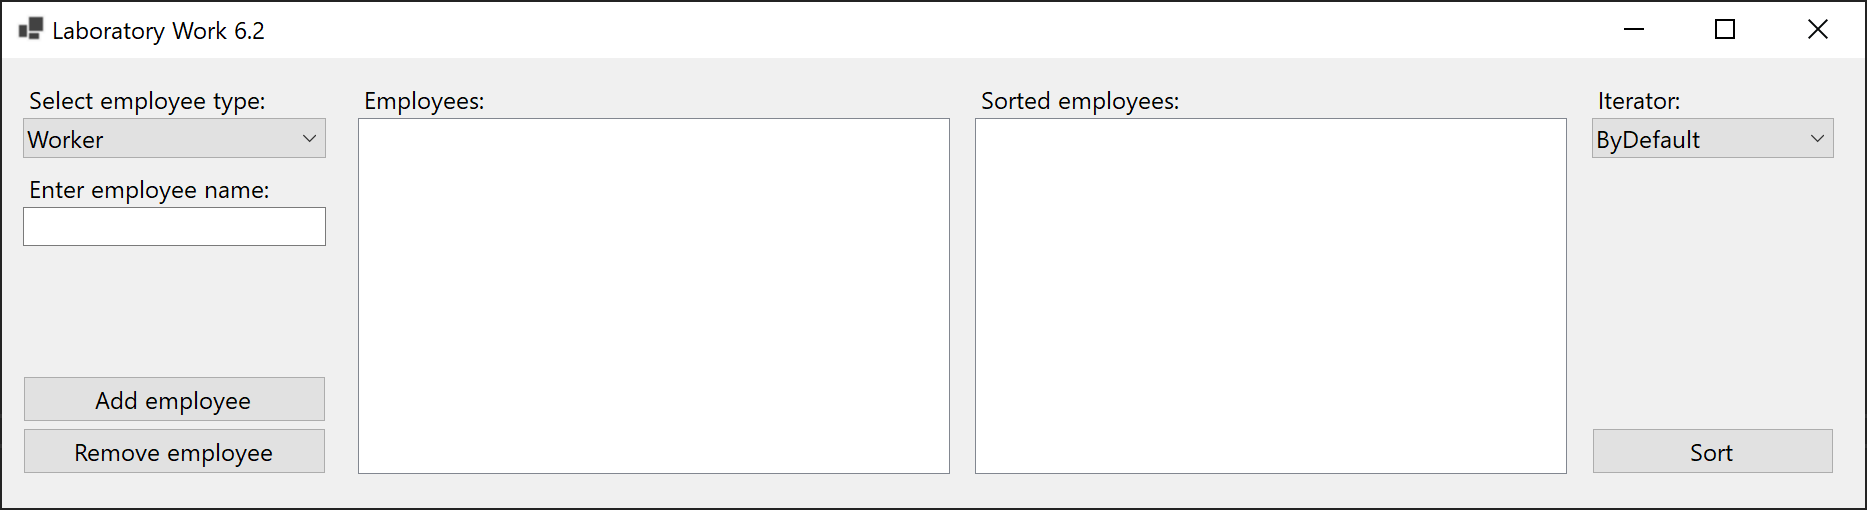 Laboratory Work 6.2
Select employee type:
Worker
Enter employee name:
Add employee
Remove employee
Employees:
Sorted employees:
Iterator:
ByDefault
Sort